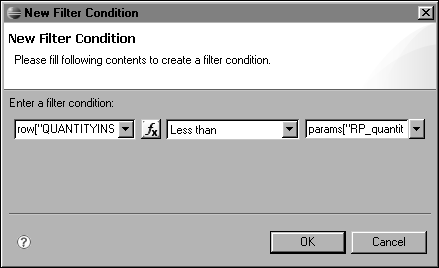 New Filter Condition
New Filter Condition
Please fill following contents to create a filter condition.
Enter a filter condition:
row["QUANTITYINS fx Less than params["RP_quantit
? OK Cancel